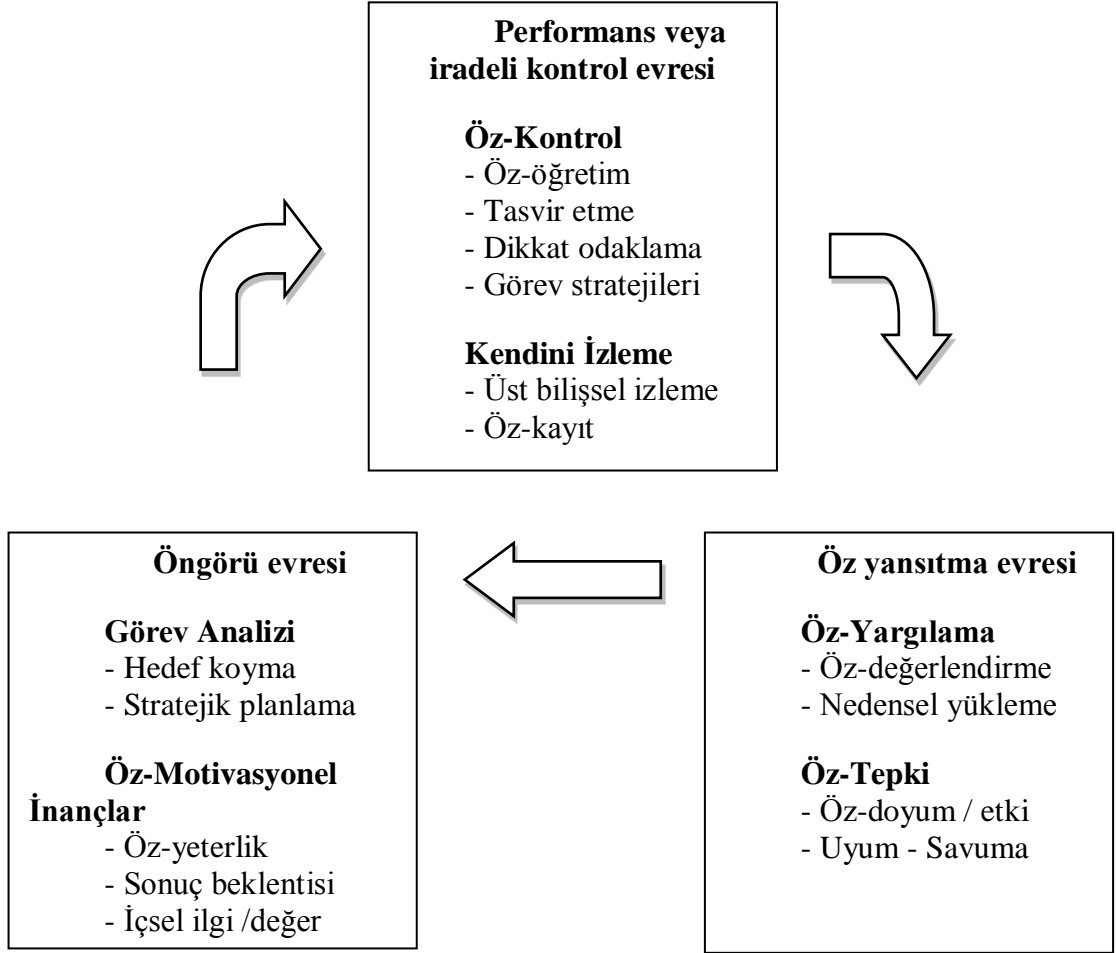 Performans veya
iradeli kontrol evresi
Öz-Kontrol
- Öz-öğretim
- Tasvir etme
- Dikkat odaklama
- Görev stratejileri
Kendini İzleme
- Üst bilişsel izleme
- Öz-kayıt
Öngörü evresi
Görev Analizi
- Hedef koyma
- Stratejik planlama
Öz-Motivasyonel
İnançlar
- Öz-yeterlik
- Sonuç beklentisi
- İçsel ilgi /değer
Öz yansıtma evresi
Öz-Yargılama
- Öz-değerlendirme
- Nedensel yükleme
Öz-Tepki
- Öz-doyum / etki
- Uyum - Savuma